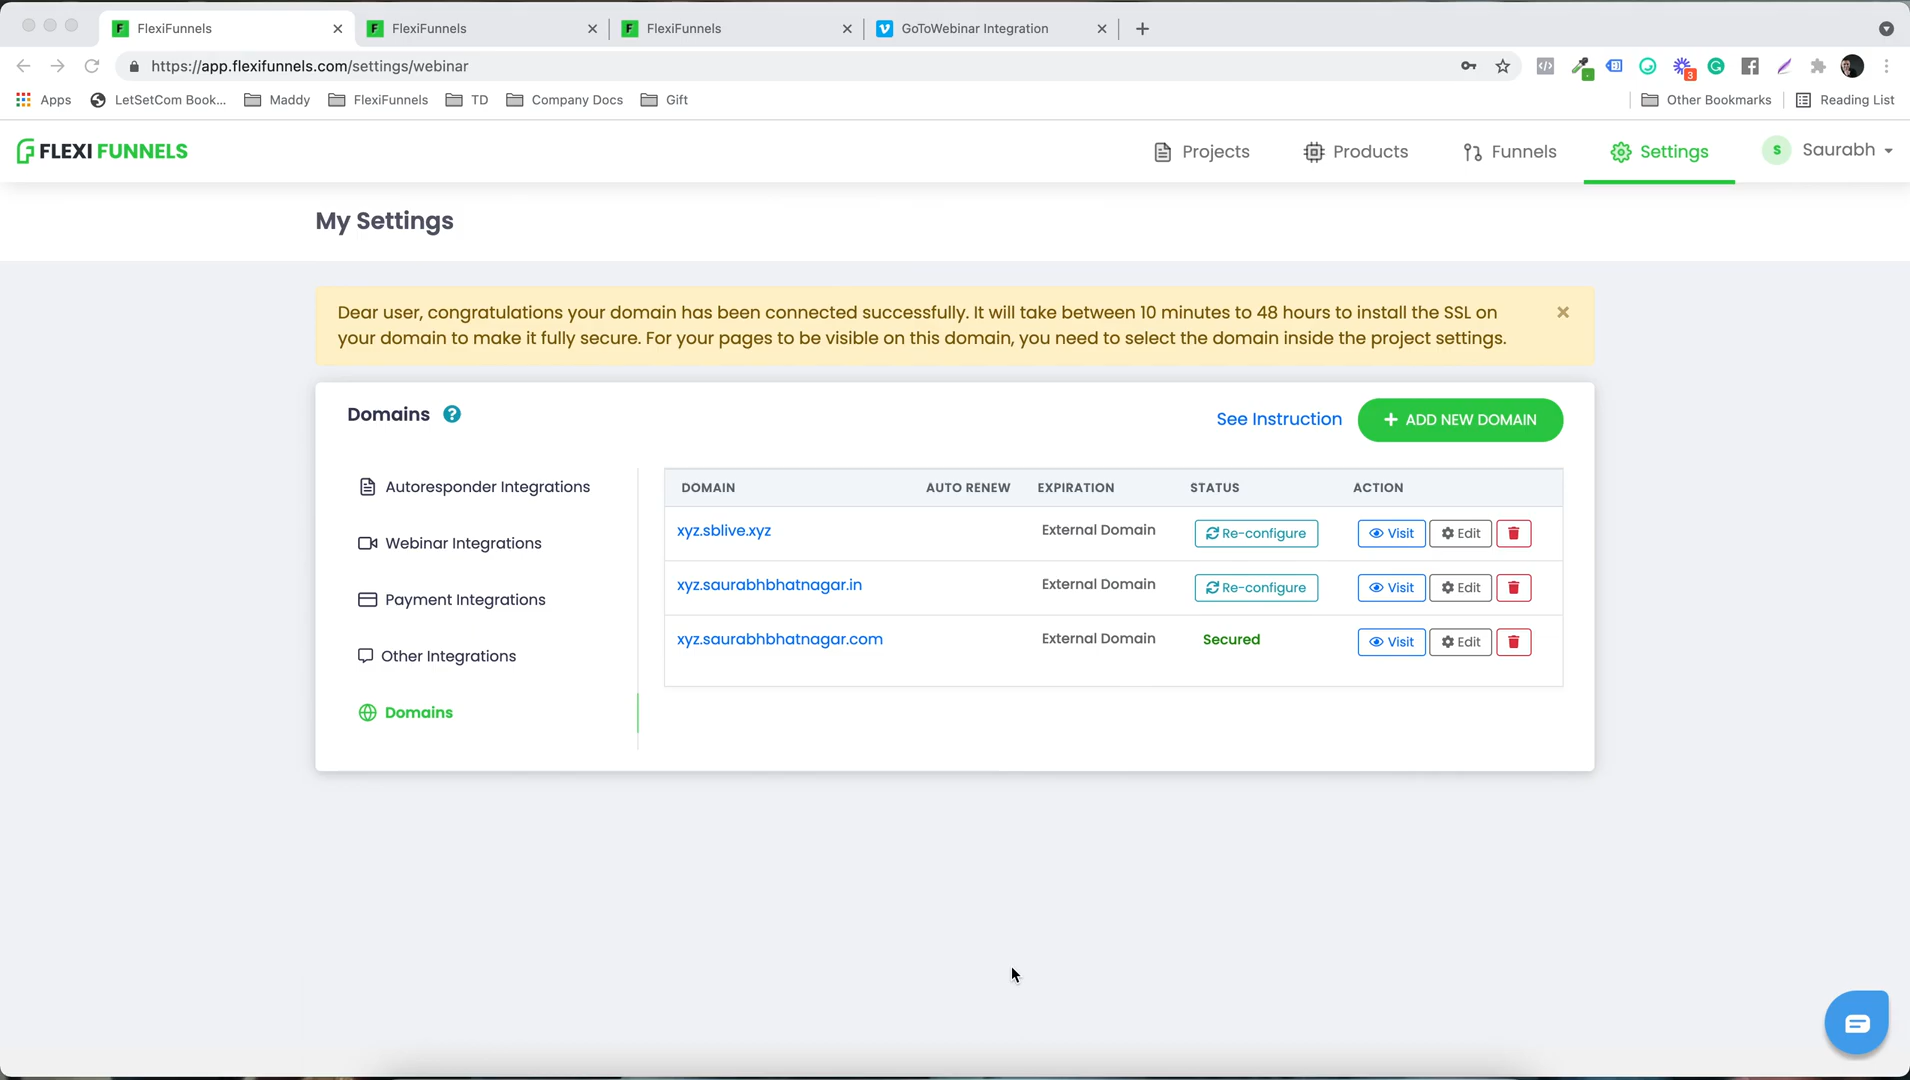 FlexiFunnels
FlexiFunnels
FlexiFunnels
GoToWebinar Integration
https://app.flexifunnels.com/settings/webinar
3
Apps
LetSetCom Book...
Maddy
FlexiFunnels
TD
Company Docs
Gift
Other Bookmarks
Reading List
FLEXI FUNNELS
Projects
Products
Funnels
Settings
S
Saurabh
My Settings
Dear user, congratulations your domain has been connected successfully. It will take between 10 minutes to 48 hours to install the SSL on
your domain to make it fully secure. For your pages to be visible on this domain, you need to select the domain inside the project settings.
Domains
See Instruction
+ ADD NEW DOMAIN
Autoresponder Integrations
Webinar Integrations
Payment Integrations
Other Integrations
Domains
DOMAIN AUTO RENEW EXPIRATION STATUS ACTION
xyz.sblive.xyz External Domain Re-configure Visit Edit
xyz.saurabhbhatnagar.in External Domain Re-configure Visit Edit
xyz.saurabhbhatnagar.com External Domain Secured Visit Edit